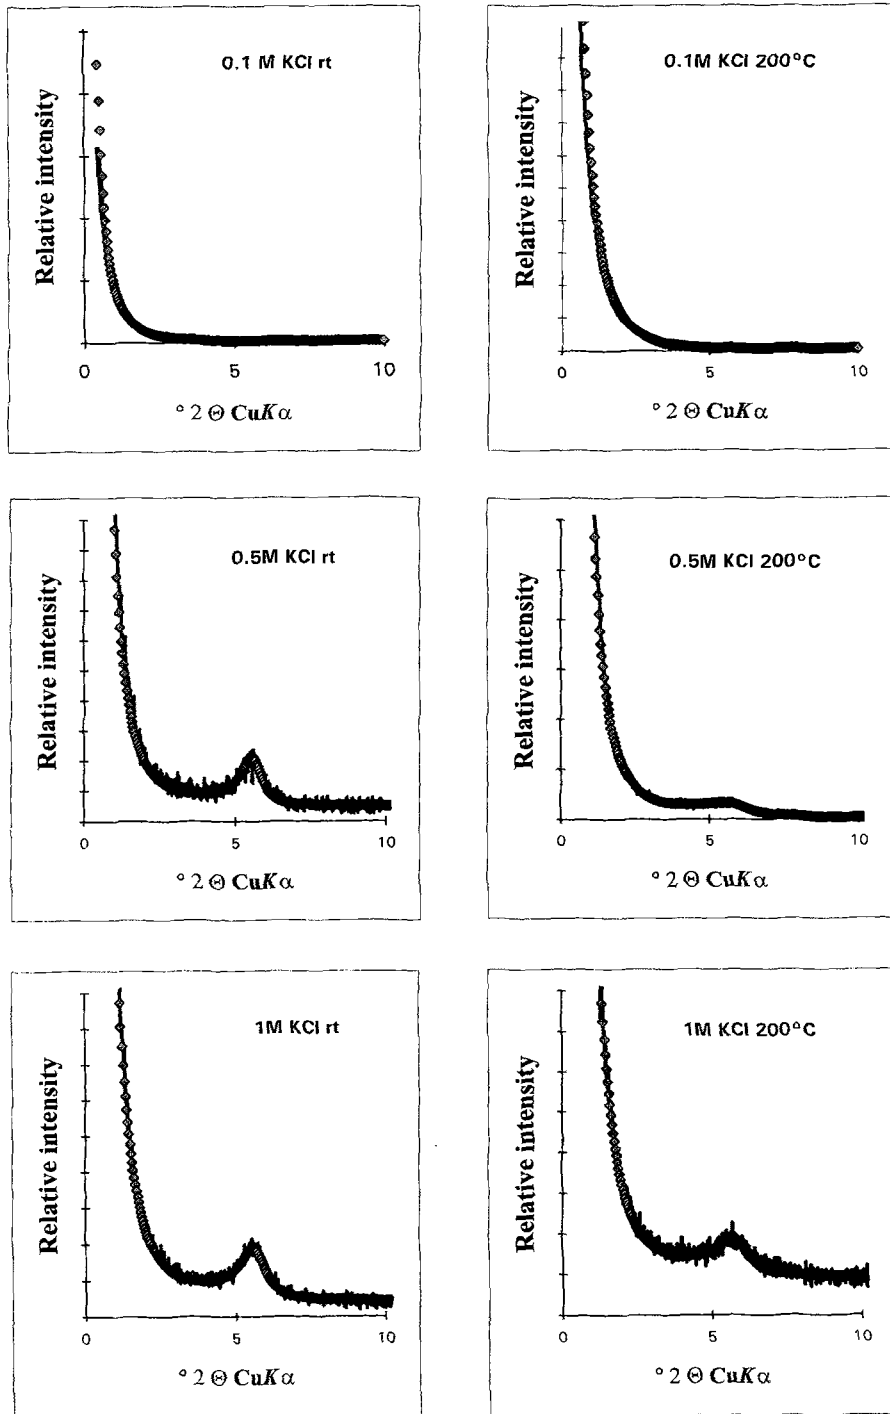 0.1 M KCl rt
Relative intensity
0
5
10
° 2 Θ CuKα
0.1M KCl 200°C
Relative intensity
0
5
10
° 2 Θ CuKα
0.5M KCl rt
Relative intensity
0
5
10
° 2 Θ CuKα
0.5M KCl 200°C
Relative intensity
0
5
10
° 2 Θ CuKα
1M KCl rt
Relative intensity
0
5
10
° 2 Θ CuKα
1M KCl 200°C
Relative intensity
0
5
10
° 2 Θ CuKα